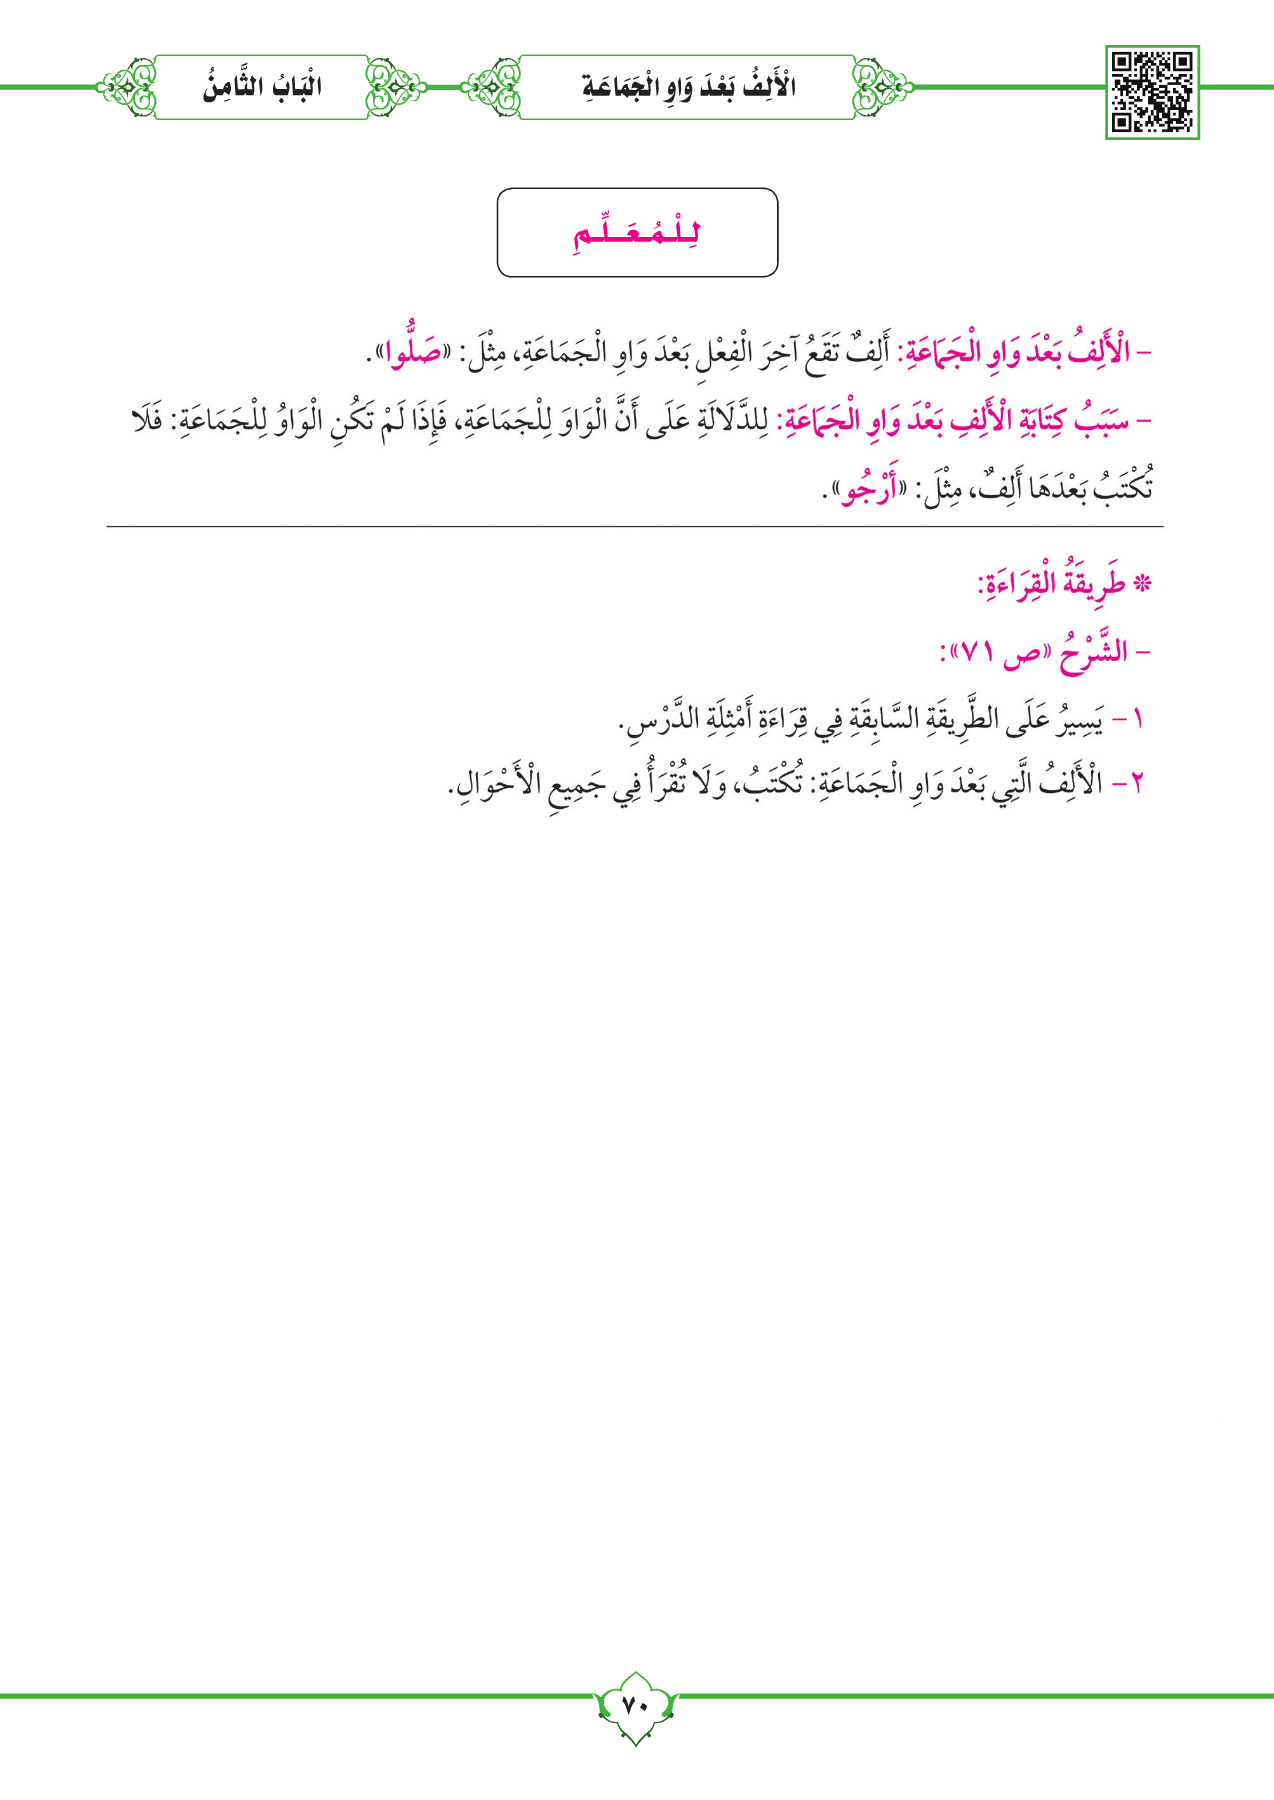 الْأَلِفُ بَعْدَ وَاوِ الْجَمَاعَةِ
الْبَابُ الثَّامِنُ
لِلْمُعَلِّمِ
– الْأَلِفُ بَعْدَ وَاوِ الْجَمَاعَةِ: أَلِفٌ تَقَعُ آخِرَ الْفِعْلِ بَعْدَ وَاوِ الْجَمَاعَةِ، مِثْلَ: «صَلُّوا».
– سَبَبُ كِتَابَةِ الْأَلِفِ بَعْدَ وَاوِ الْجَمَاعَةِ: لِلدَّلَالَةِ عَلَى أَنَّ الْوَاوَ لِلْجَمَاعَةِ، فَإِذَا لَمْ تَكُنِ الْوَاوُ لِلْجَمَاعَةِ: فَلَا
تُكْتَبُ بَعْدَهَا أَلِفٌ، مِثْلَ: «أَرْجُو».
❊ طَرِيقَةُ الْقِرَاءَةِ:
– الشَّرْحُ «ص ٧١»:
١– يَسِيرُ عَلَى الطَّرِيقَةِ السَّابِقَةِ فِي قِرَاءَةِ أَمْثِلَةِ الدَّرْسِ.
٢– الْأَلِفُ الَّتِي بَعْدَ وَاوِ الْجَمَاعَةِ: تُكْتَبُ، وَلَا تُقْرَأُ فِي جَمِيعِ الْأَحْوَالِ.
٧٠